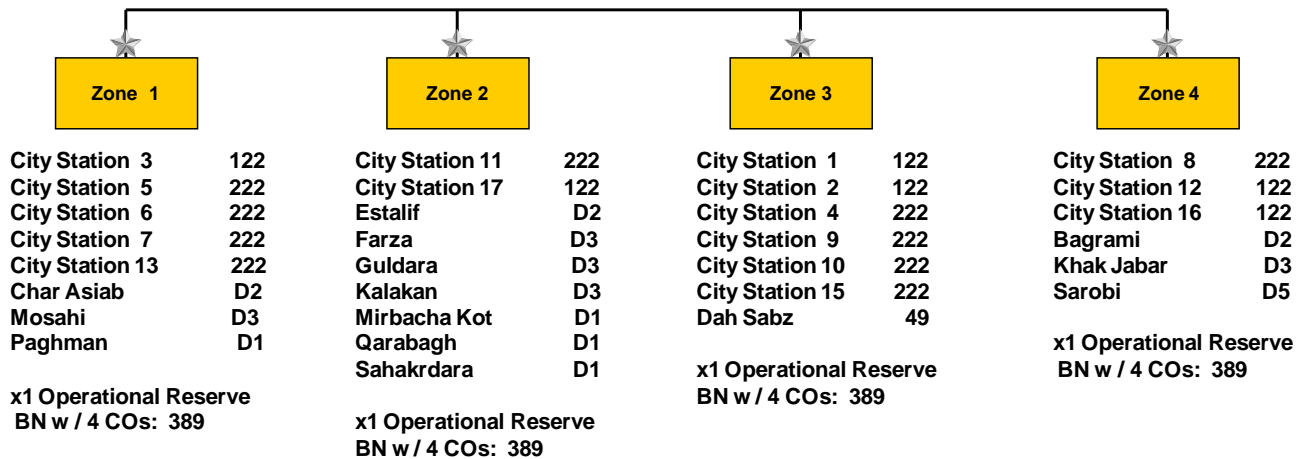 Zone 1
City Station 3 122
City Station 5 222
City Station 6 222
City Station 7 222
City Station 13 222
Char Asiab D2
Mosahi D3
Paghman D1
x1 Operational Reserve
BN w / 4 COs: 389
Zone 2
City Station 11 222
City Station 17 122
Estalif D2
Farza D3
Guldara D3
Kalakan D3
Mirbacha Kot D1
Qarabagh D1
Sahakrdara D1
x1 Operational Reserve
BN w / 4 COs: 389
Zone 3
City Station 1 122
City Station 2 122
City Station 4 222
City Station 9 222
City Station 10 222
City Station 15 222
Dah Sabz 49
x1 Operational Reserve
BN w / 4 COs: 389
Zone 4
City Station 8 222
City Station 12 122
City Station 16 122
Bagrami D2
Khak Jabar D3
Sarobi D5
x1 Operational Reserve
BN w / 4 COs: 389